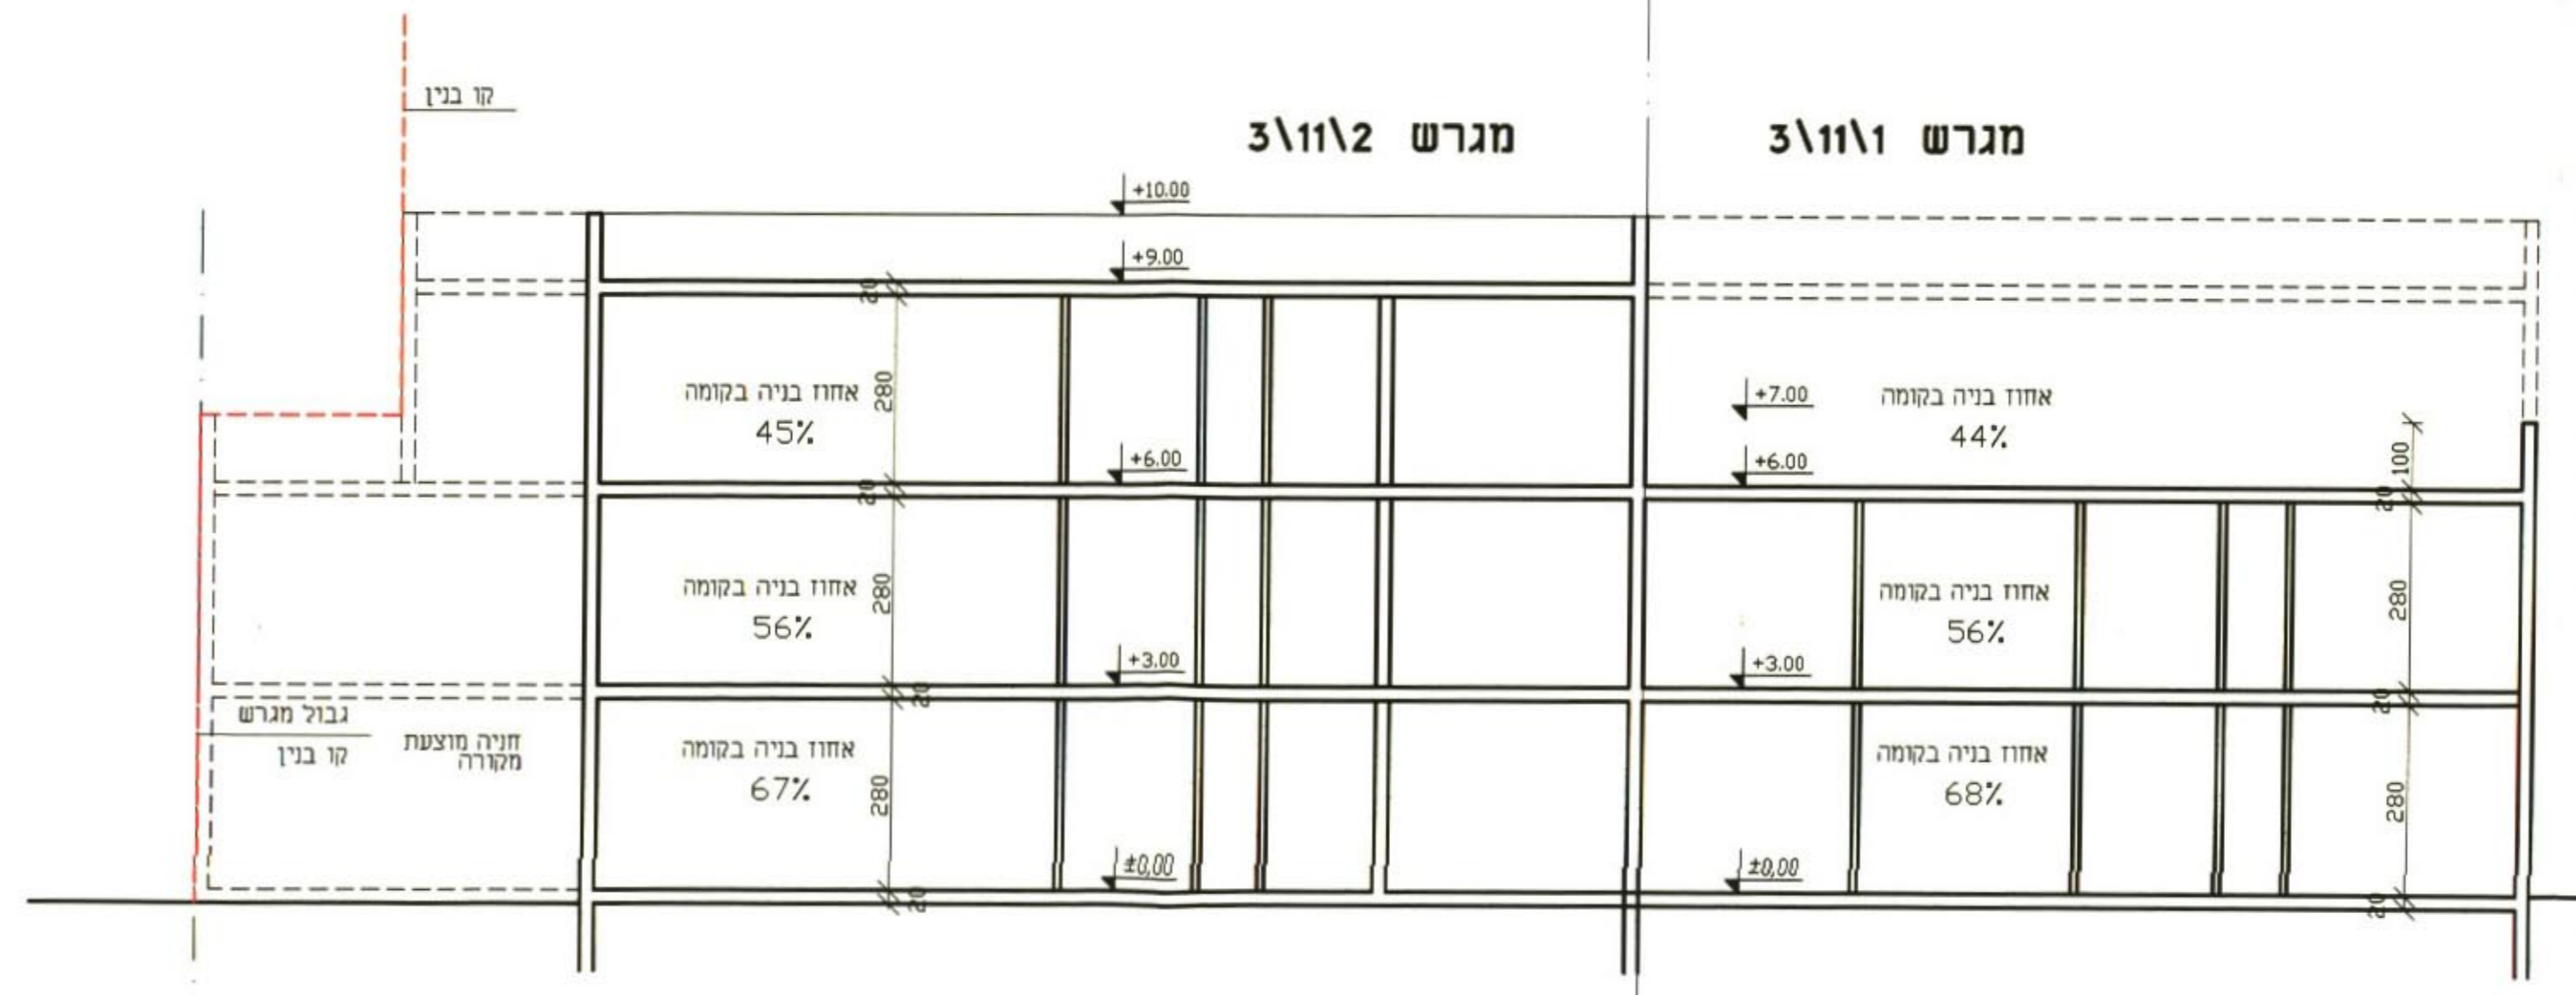 קו בנין
מגרש 3\11\2
מגרש 3\11\1
+10.00
+9.00
20
אחוז בניה בקומה
45%
280
+7.00
אחוז בניה בקומה
44%
+6.00
+6.00
100
20
20
אחוז בניה בקומה
56%
280
אחוז בניה בקומה
56%
280
+3.00
+3.00
20
20
גבול מגרש
קו בנין
חניה מוצעת
מקורה
אחוז בניה בקומה
67%
280
אחוז בניה בקומה
68%
280
±0,00
±0,00
20
20